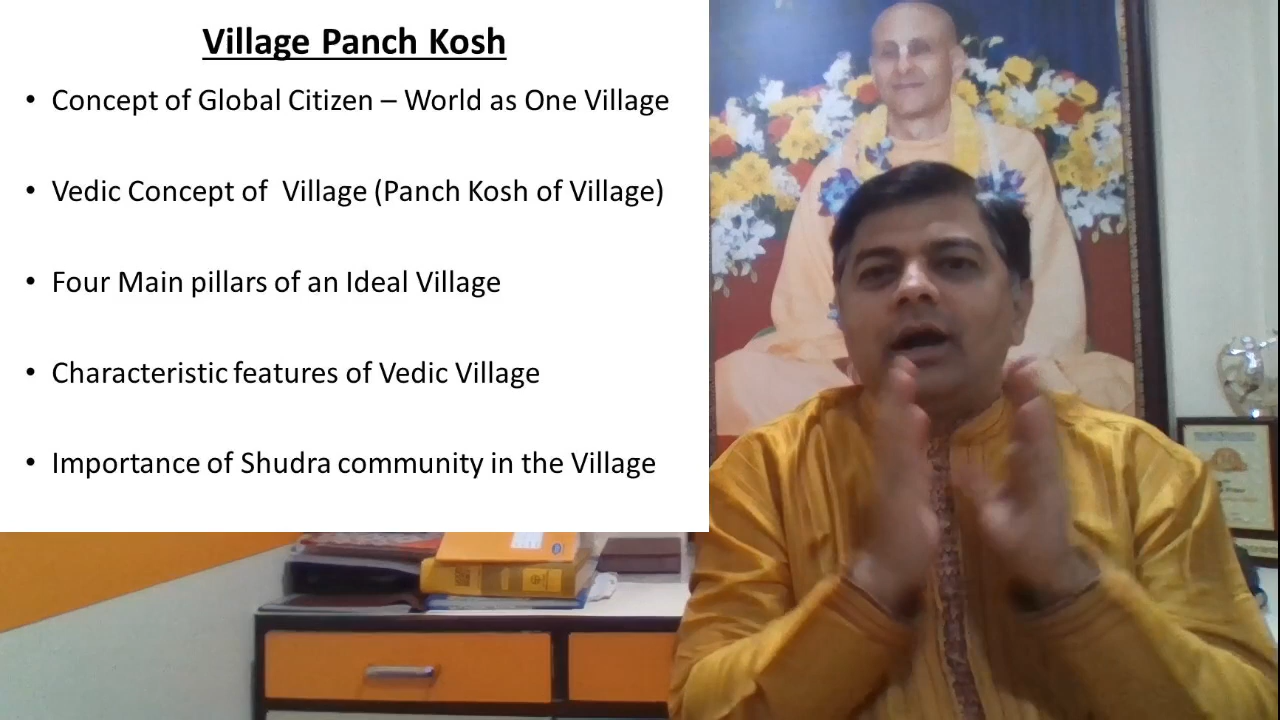 Village Panch Kosh
• Concept of Global Citizen – World as One Village
• Vedic Concept of Village (Panch Kosh of Village)
• Four Main pillars of an Ideal Village
• Characteristic features of Vedic Village
• Importance of Shudra community in the Village